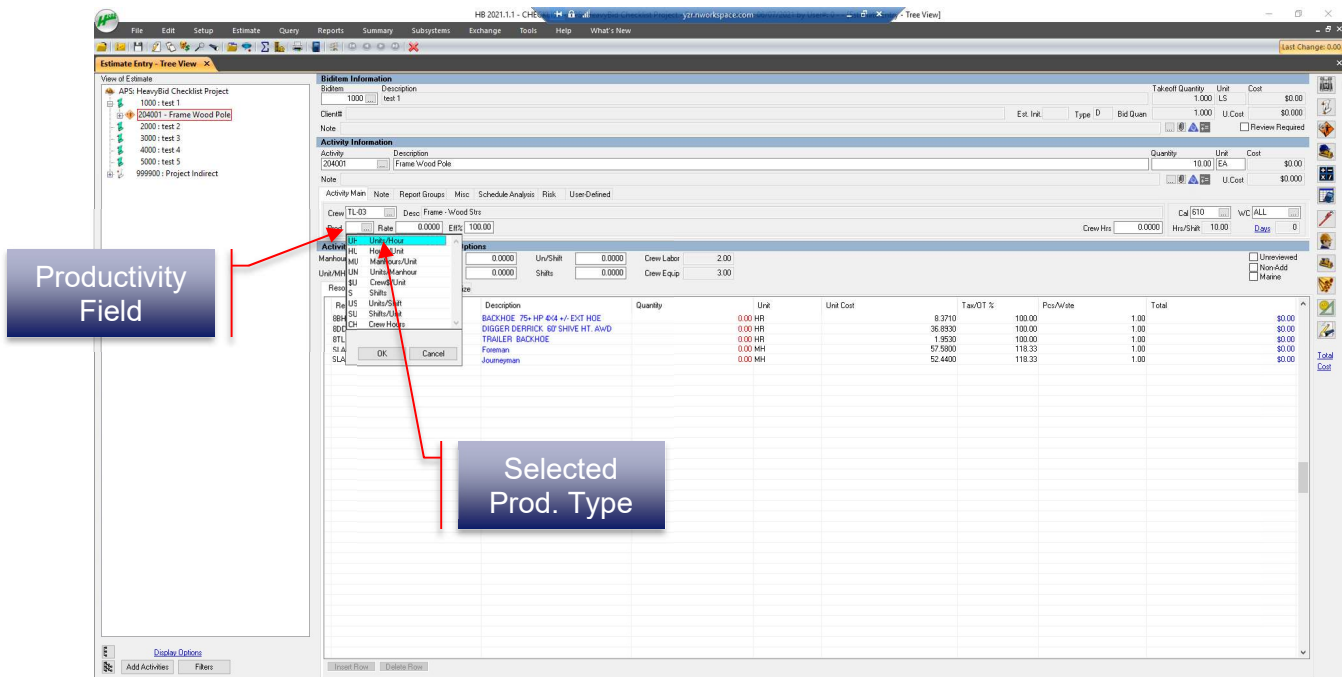 HB 2021.1.1 - CHE
yzr.nworkspace.com
- Tree View]
File Edit Setup Estimate Query Reports Summary Subsystems Exchange Tools Help What's New
Last Change: 0.00
Estimate Entry - Tree View
View of Estimate
APS: HeavyBid Checklist Project
1000 : test 1
204001 - Frame Wood Pole
2000 : test 2
3000 : test 3
4000 : test 4
5000 : test 5
999900 : Project Indirect
Biditem Information
Biditem Description Takeoff Quantity Unit Cost
1000 ... test 1 1.000 LS $0.00
Client# Est. Init. Type D Bid Quan 1.000 U.Cost $0.000
Note Review Required
Activity Information
Activity Description Quantity Unit Cost
204001 ... Frame Wood Pole 10.00 EA $0.00
Note U.Cost $0.000
Activity Main Note Report Groups Misc Schedule Analysis Risk User-Defined
Crew TL-03 ... Desc Frame - Wood Strs Cal 610 ... WC ALL ...
Prod ... Rate 0.0000 Eff% 100.00 Crew Hrs 0.0000 Hrs/Shift 10.00 Days 0
UH Units/Hour
HU Hours/Unit
MU Manhours/Unit
UN Units/Manhour
$U Crew$/Unit
S Shifts
US Units/Shift
SU Shifts/Unit
CH Crew Hours
OK Cancel
0.0000 Un/Shift 0.0000 Crew Labor 2.00 Unreviewed
Unit/MH 0.0000 Shifts 0.0000 Crew Equip 3.00 Non-Add
Marine
Description Quantity Unit Unit Cost Tax/OT % Pcs/Wste Total
BACKHOE 75+ HP 4X4 +/- EXT HOE 0.00 HR 8.3710 100.00 1.00 $0.00
DIGGER DERRICK 60' SHIVE HT. AWD 0.00 HR 36.8930 100.00 1.00 $0.00
8TL TRAILER BACKHOE 0.00 HR 1.9530 100.00 1.00 $0.00
SLA Foreman 0.00 MH 57.5800 118.33 1.00 $0.00
SLA Journeyman 0.00 MH 52.4400 118.33 1.00 $0.00
Total
Cost
Productivity
Field
Selected
Prod. Type
Display Options
Add Activities Filters Insert Row Delete Row